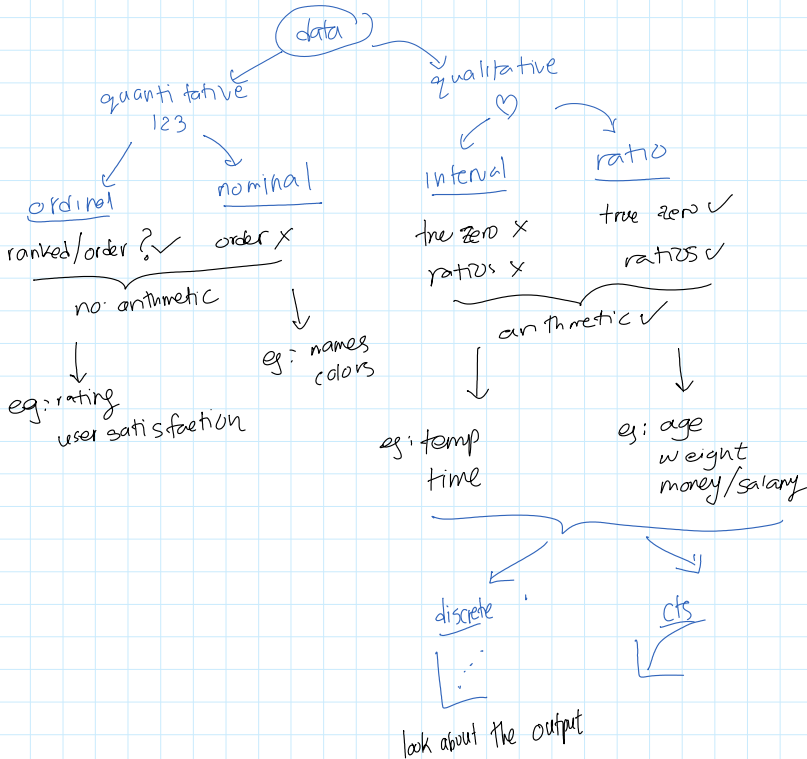 data
quantitative
123
qualitative
♡
ordinal
nominal
interval
ratio
ranked/order ? ✓
order x
true zero x
ratios x
true zero ✓
ratios ✓
no arithmetic
arithmetic ✓
eg: rating
user satisfaction
eg: names
colors
eg: temp
time
eg: age
weight
money/salary
discrete
cts
look about the output